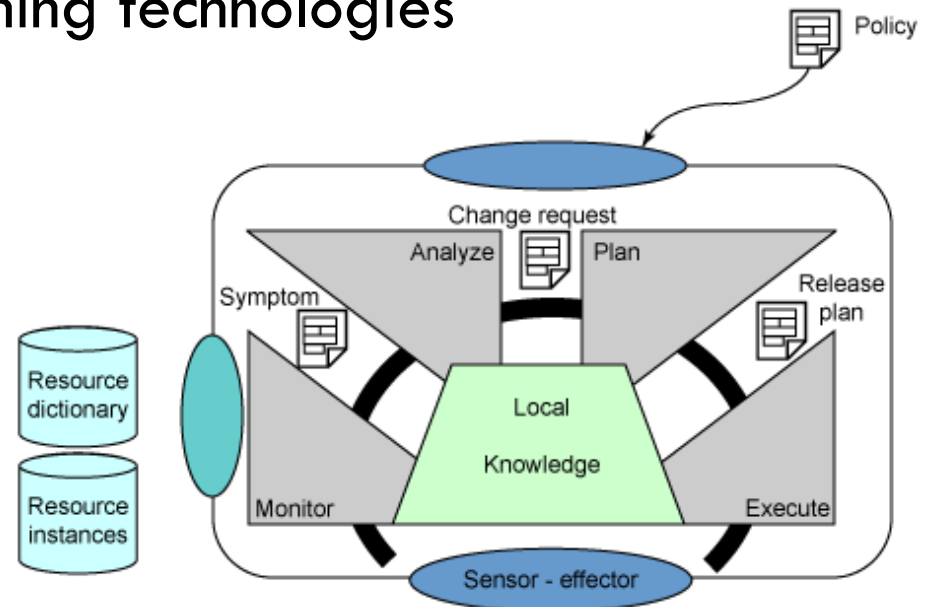 ning technologies
Policy
Change request
Analyze
Plan
Symptom
Release
plan
Resource
dictionary
Local
Knowledge
Resource
instances
Monitor
Execute
Sensor - effector